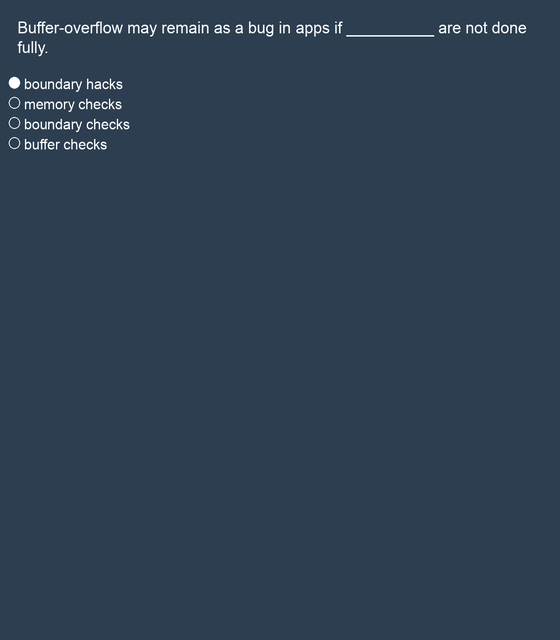 Buffer-overflow may remain as a bug in apps if __________ are not done
fully.
boundary hacks
memory checks
boundary checks
buffer checks